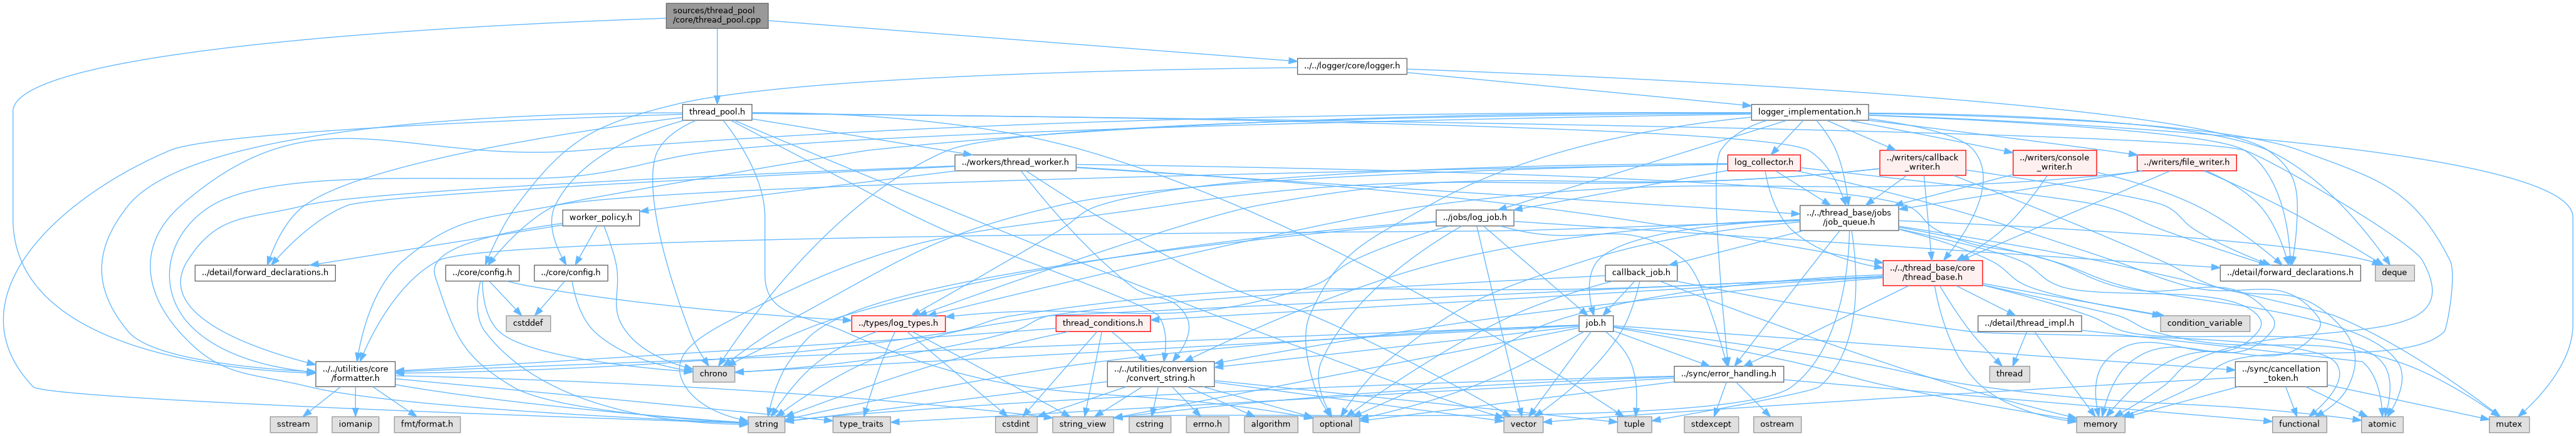 sources/thread_pool
/core/thread_pool.cpp
../../logger/core/logger.h
thread_pool.h
logger_implementation.h
../workers/thread_worker.h
log_collector.h
../writers/callback
_writer.h
../writers/console
_writer.h
../writers/file_writer.h
worker_policy.h
../jobs/log_job.h
../../thread_base/jobs
/job_queue.h
../detail/forward_declarations.h
../core/config.h
../core/config.h
callback_job.h
../../thread_base/core
/thread_base.h
../detail/forward_declarations.h
deque
cstddef
../types/log_types.h
thread_conditions.h
job.h
../detail/thread_impl.h
condition_variable
../../utilities/core
/formatter.h
chrono
../../utilities/conversion
/convert_string.h
../sync/error_handling.h
thread
../sync/cancellation
_token.h
sstream
iomanip
fmt/format.h
string
type_traits
cstdint
string_view
cstring
errno.h
algorithm
optional
vector
tuple
stdexcept
ostream
memory
functional
atomic
mutex